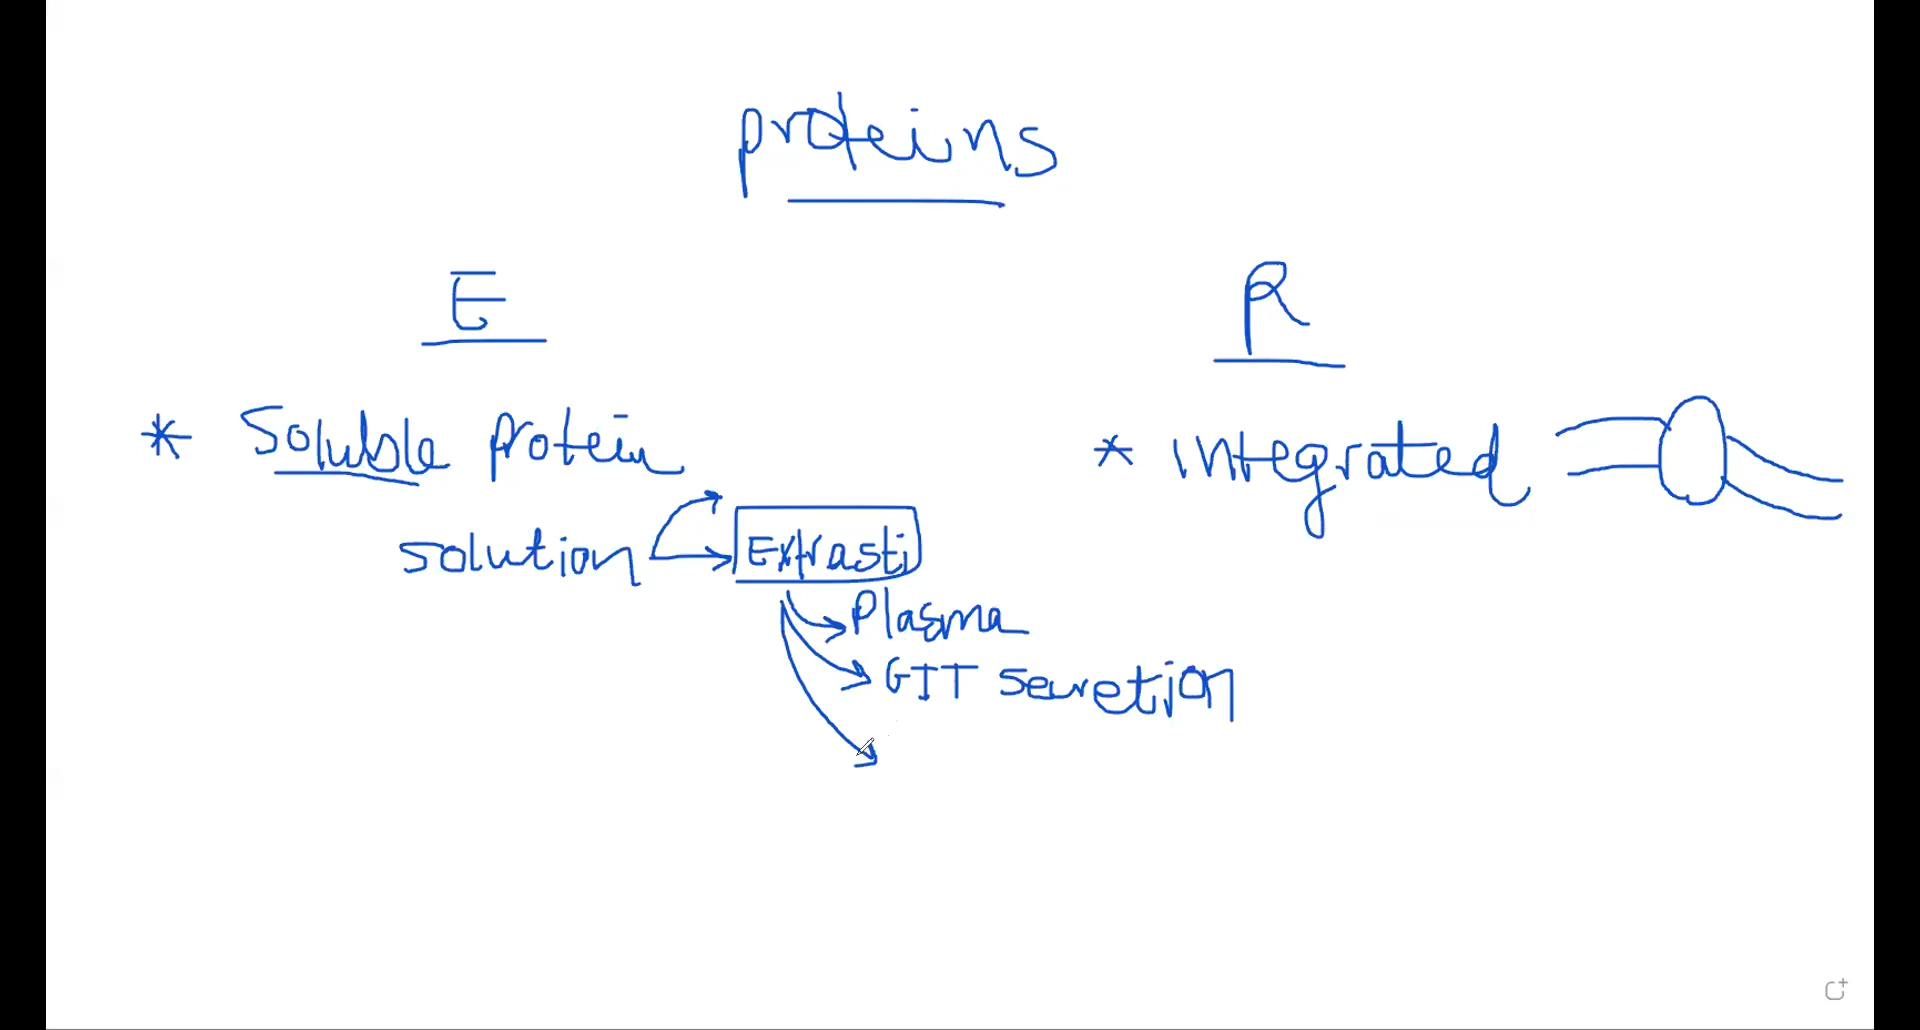 proteins
E
R
* Soluble protein
* integrated
solution
Extrasti
Plasma
GIT secretion